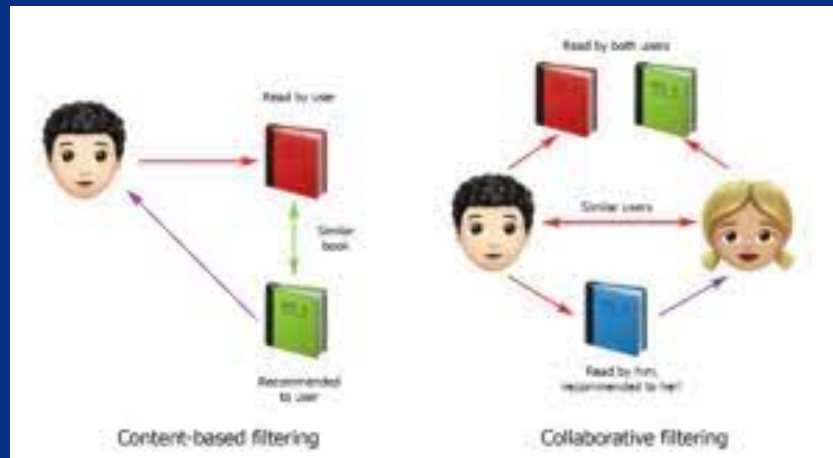 Read by user
Similar
book
Recommended
to user
Content-based filtering
Read by both users
Similar users
Read by him,
recommended to her!
Collaborative filtering